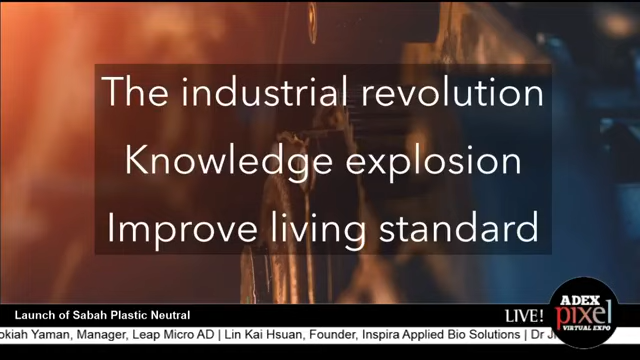 The industrial revolution
Knowledge explosion
Improve living standard
Launch of Sabah Plastic Neutral
LIVE!
ADEX
pixel
VIRTUAL EXPO
Yaman, Manager, Leap Micro AD | Lin Kai Hsuan, Founder, Inspira Applied Bio Solutions | Dr